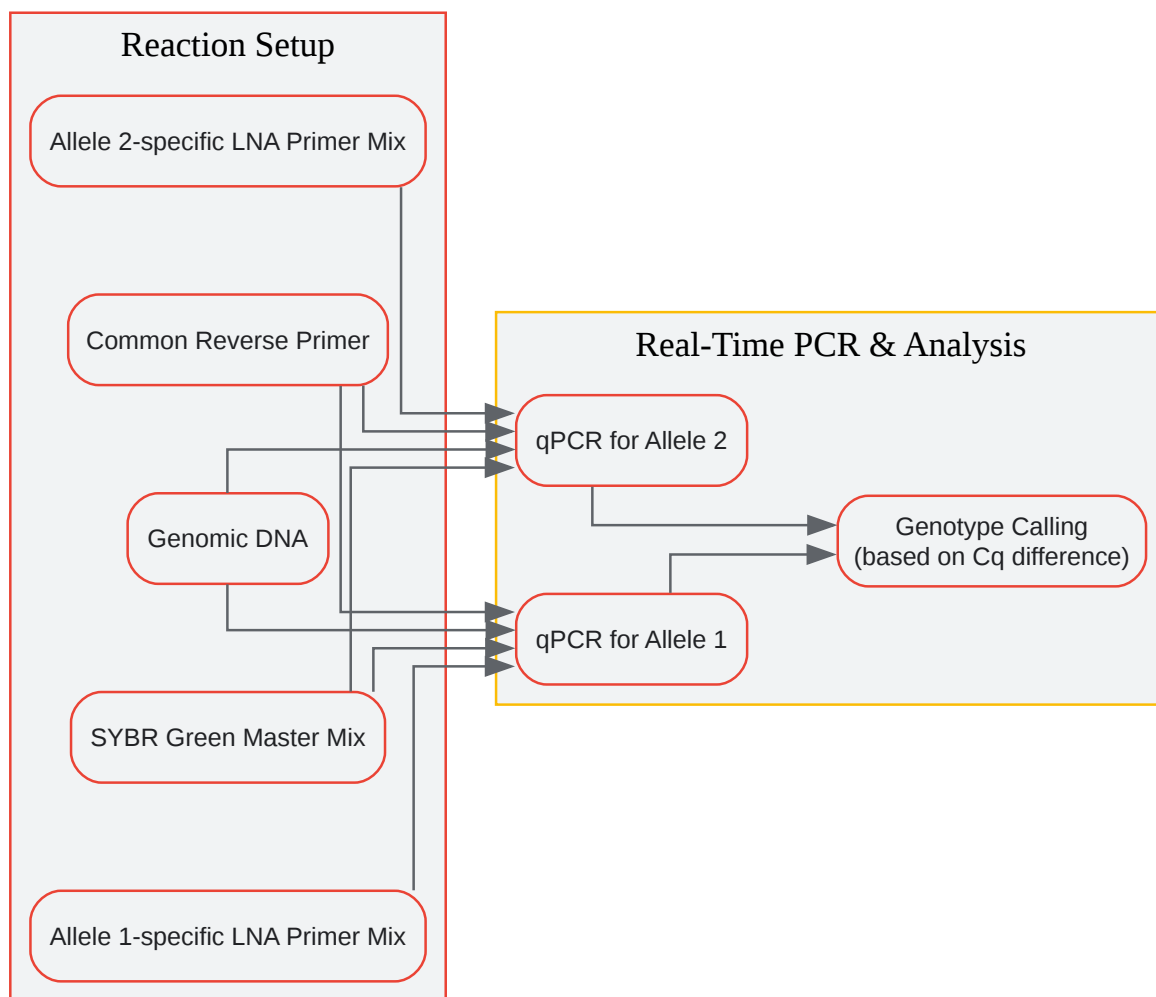 Reaction Setup
Allele 2-specific LNA Primer Mix
Common Reverse Primer
Genomic DNA
SYBR Green Master Mix
Allele 1-specific LNA Primer Mix
Real-Time PCR & Analysis
qPCR for Allele 2
qPCR for Allele 1
Genotype Calling
(based on Cq difference)